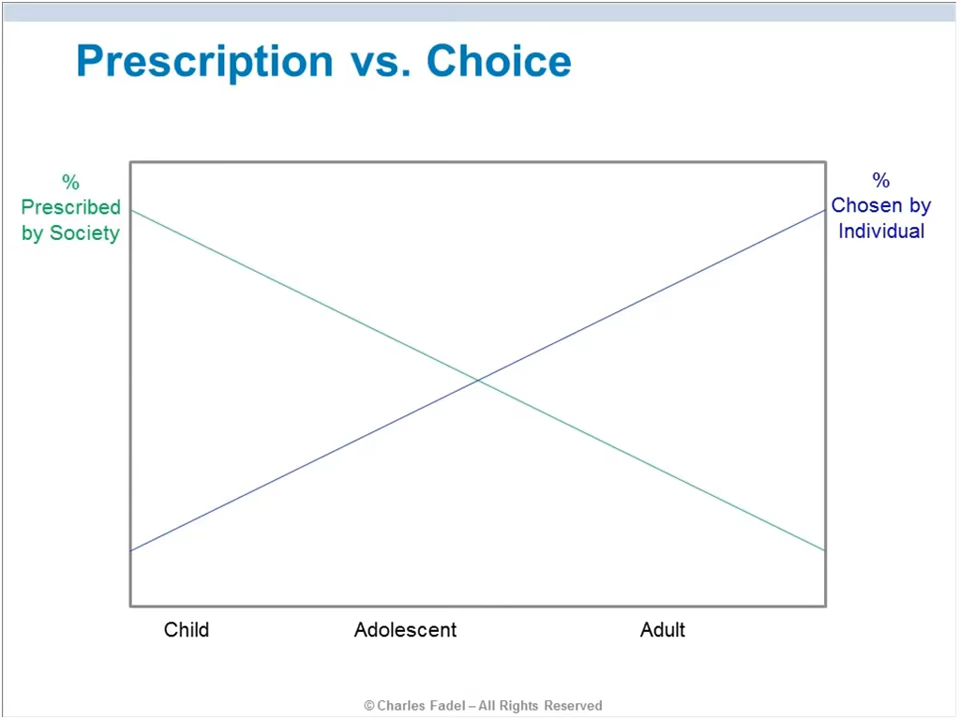 Prescription vs. Choice
%
Prescribed
by Society
%
Chosen by
Individual
Child
Adolescent
Adult
© Charles Fadel – All Rights Reserved